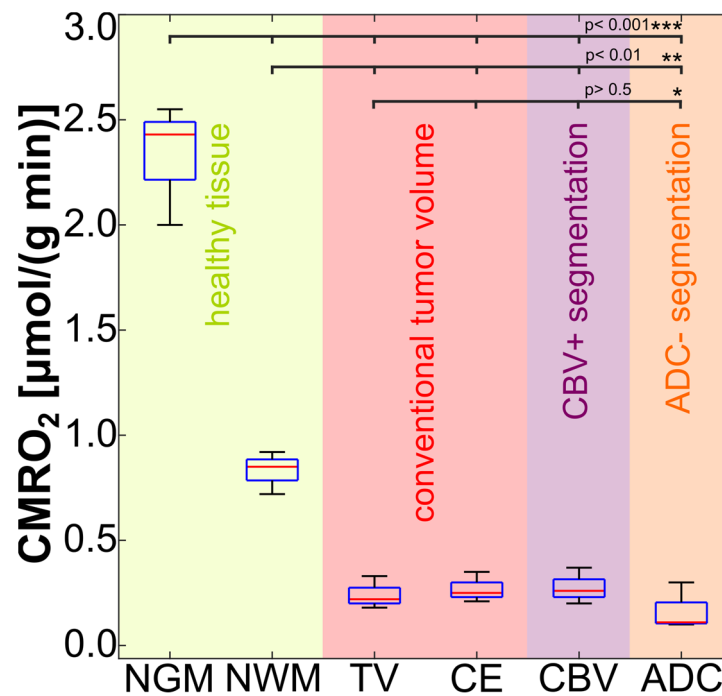 CMRO₂ [µmol/(g min)]
3.0
2.5
2.0
1.5
1.0
0.5
0.0
p< 0.001 ***
p< 0.01 **
p> 0.5 *
healthy tissue
conventional tumor volume
CBV+ segmentation
ADC- segmentation
NGM NWM TV CE CBV ADC